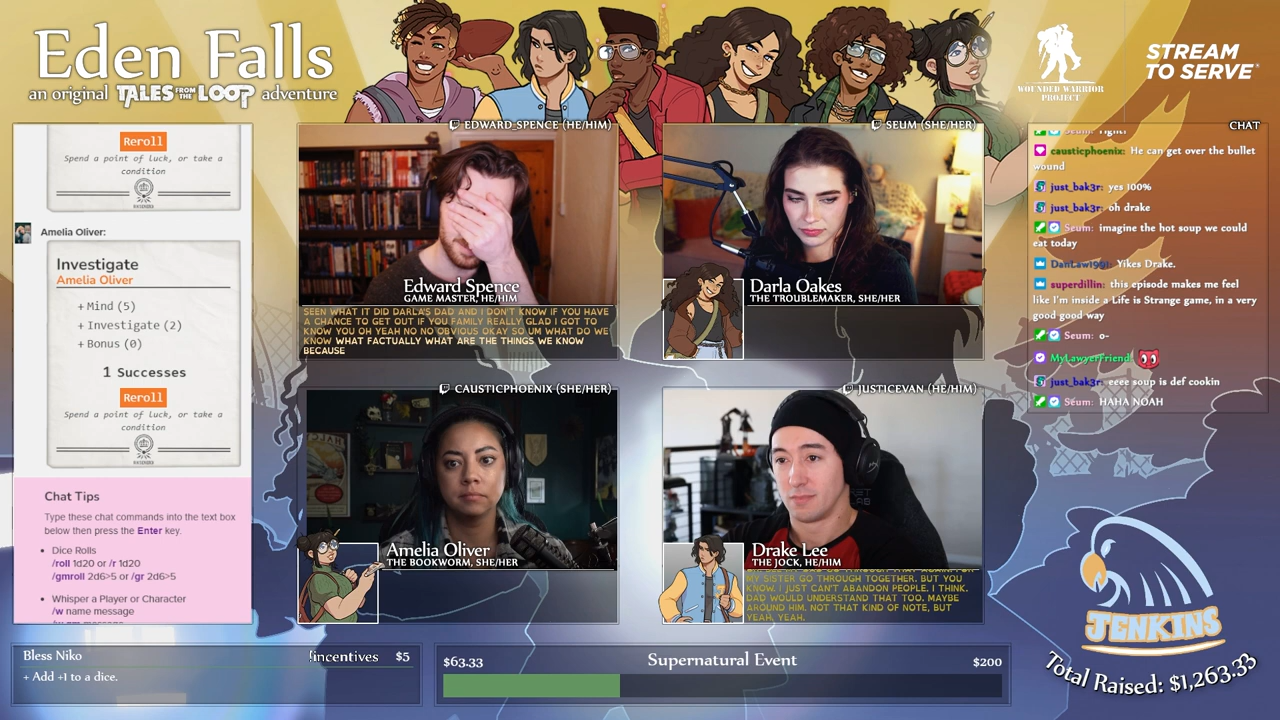 Eden Falls
an original TALES FROM THE LOOP adventure
WOUNDED WARRIOR
PROJECT
STREAM
TO SERVE
Reroll
Spend a point of luck, or take a
condition
Amelia Oliver:
Investigate
Amelia Oliver
+ Mind (5)
+ Investigate (2)
+ Bonus (0)
1 Successes
Reroll
Spend a point of luck, or take a
condition
Chat Tips
Type these chat commands into the text box
below then press the Enter key.
• Dice Rolls
/roll 1d20 or /r 1d20
/gmroll 2d6>5 or /gr 2d6>5
• Whisper a Player or Character
/w name message
EDWARD_SPENCE (HE/HIM)
Edward Spence
GAME MASTER, HE/HIM
SEEN WHAT IT DID DARLA'S DAD AND I DON'T KNOW IF YOU HAVE
A CHANCE TO GET OUT IF YOU FAMILY REALLY GLAD I GOT TO
KNOW YOU OH YEAH NO NO OBVIOUS OKAY SO UM WHAT DO WE
KNOW WHAT FACTUALLY WHAT ARE THE THINGS WE KNOW
BECAUSE
SEUM (SHE/HER)
Darla Oakes
THE TROUBLEMAKER, SHE/HER
CAUSTICPHOENIX (SHE/HER)
Amelia Oliver
THE BOOKWORM, SHE/HER
JUSTICEVAN (HE/HIM)
Drake Lee
THE JOCK, HE/HIM
MY SISTER GO THROUGH TOGETHER. BUT YOU
KNOW, I JUST CAN'T ABANDON PEOPLE, I THINK.
DAD WOULD UNDERSTAND THAT TOO. MAYBE
AROUND HIM. NOT THAT KIND OF NOTE, BUT
YEAH. YEAH.
CHAT
Seum: righter
causticphoenix: He can get over the bullet
wound
just_bak3r: yes 100%
just_bak3r: oh drake
Seum: imagine the hot soup we could
eat today
DanLaw1991: Yikes Drake.
superdillin: this episode makes me feel
like I'm inside a Life is Strange game, in a very
good good way
Seum: o-
MyLawyerFriend:
just_bak3r: eeee soup is def cookin
Seum: HAHA NOAH
Bless Niko
!incentives $5
+ Add +1 to a dice.
$63.33 Supernatural Event $200
JENKINS
Total Raised: $1,263.33